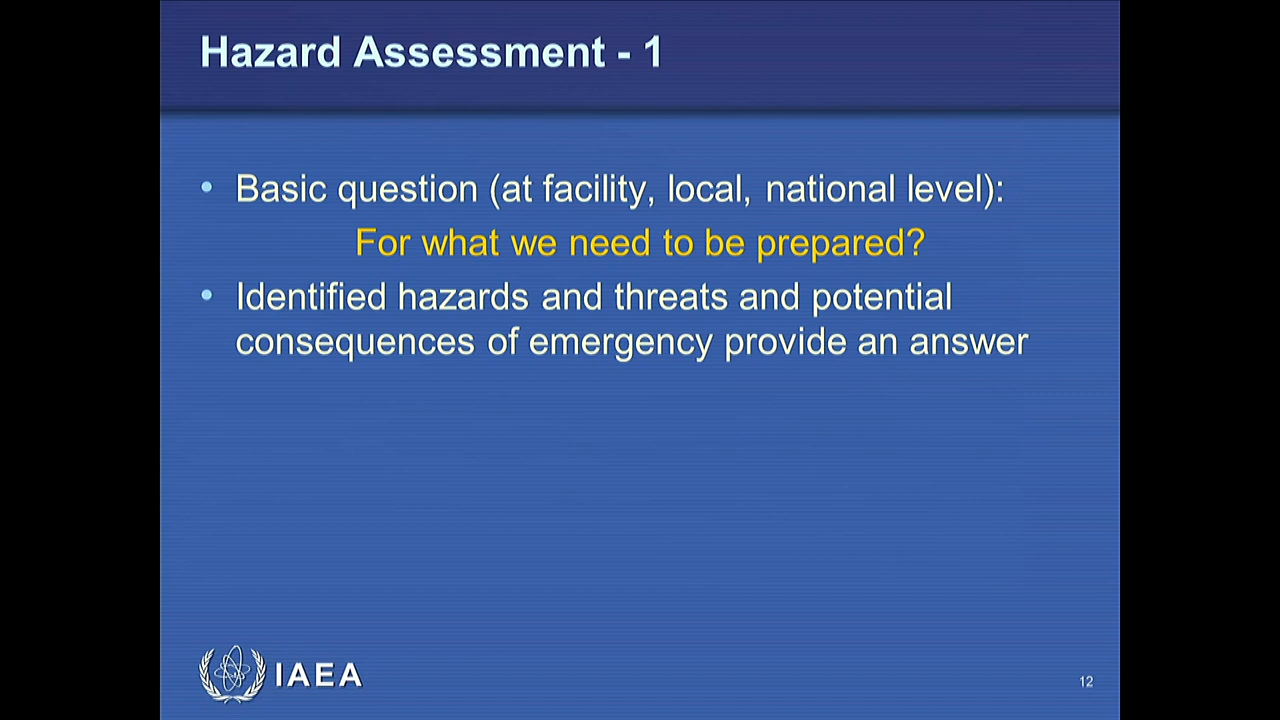 Hazard Assessment - 1
• Basic question (at facility, local, national level):
For what we need to be prepared?
• Identified hazards and threats and potential
consequences of emergency provide an answer
IAEA
12